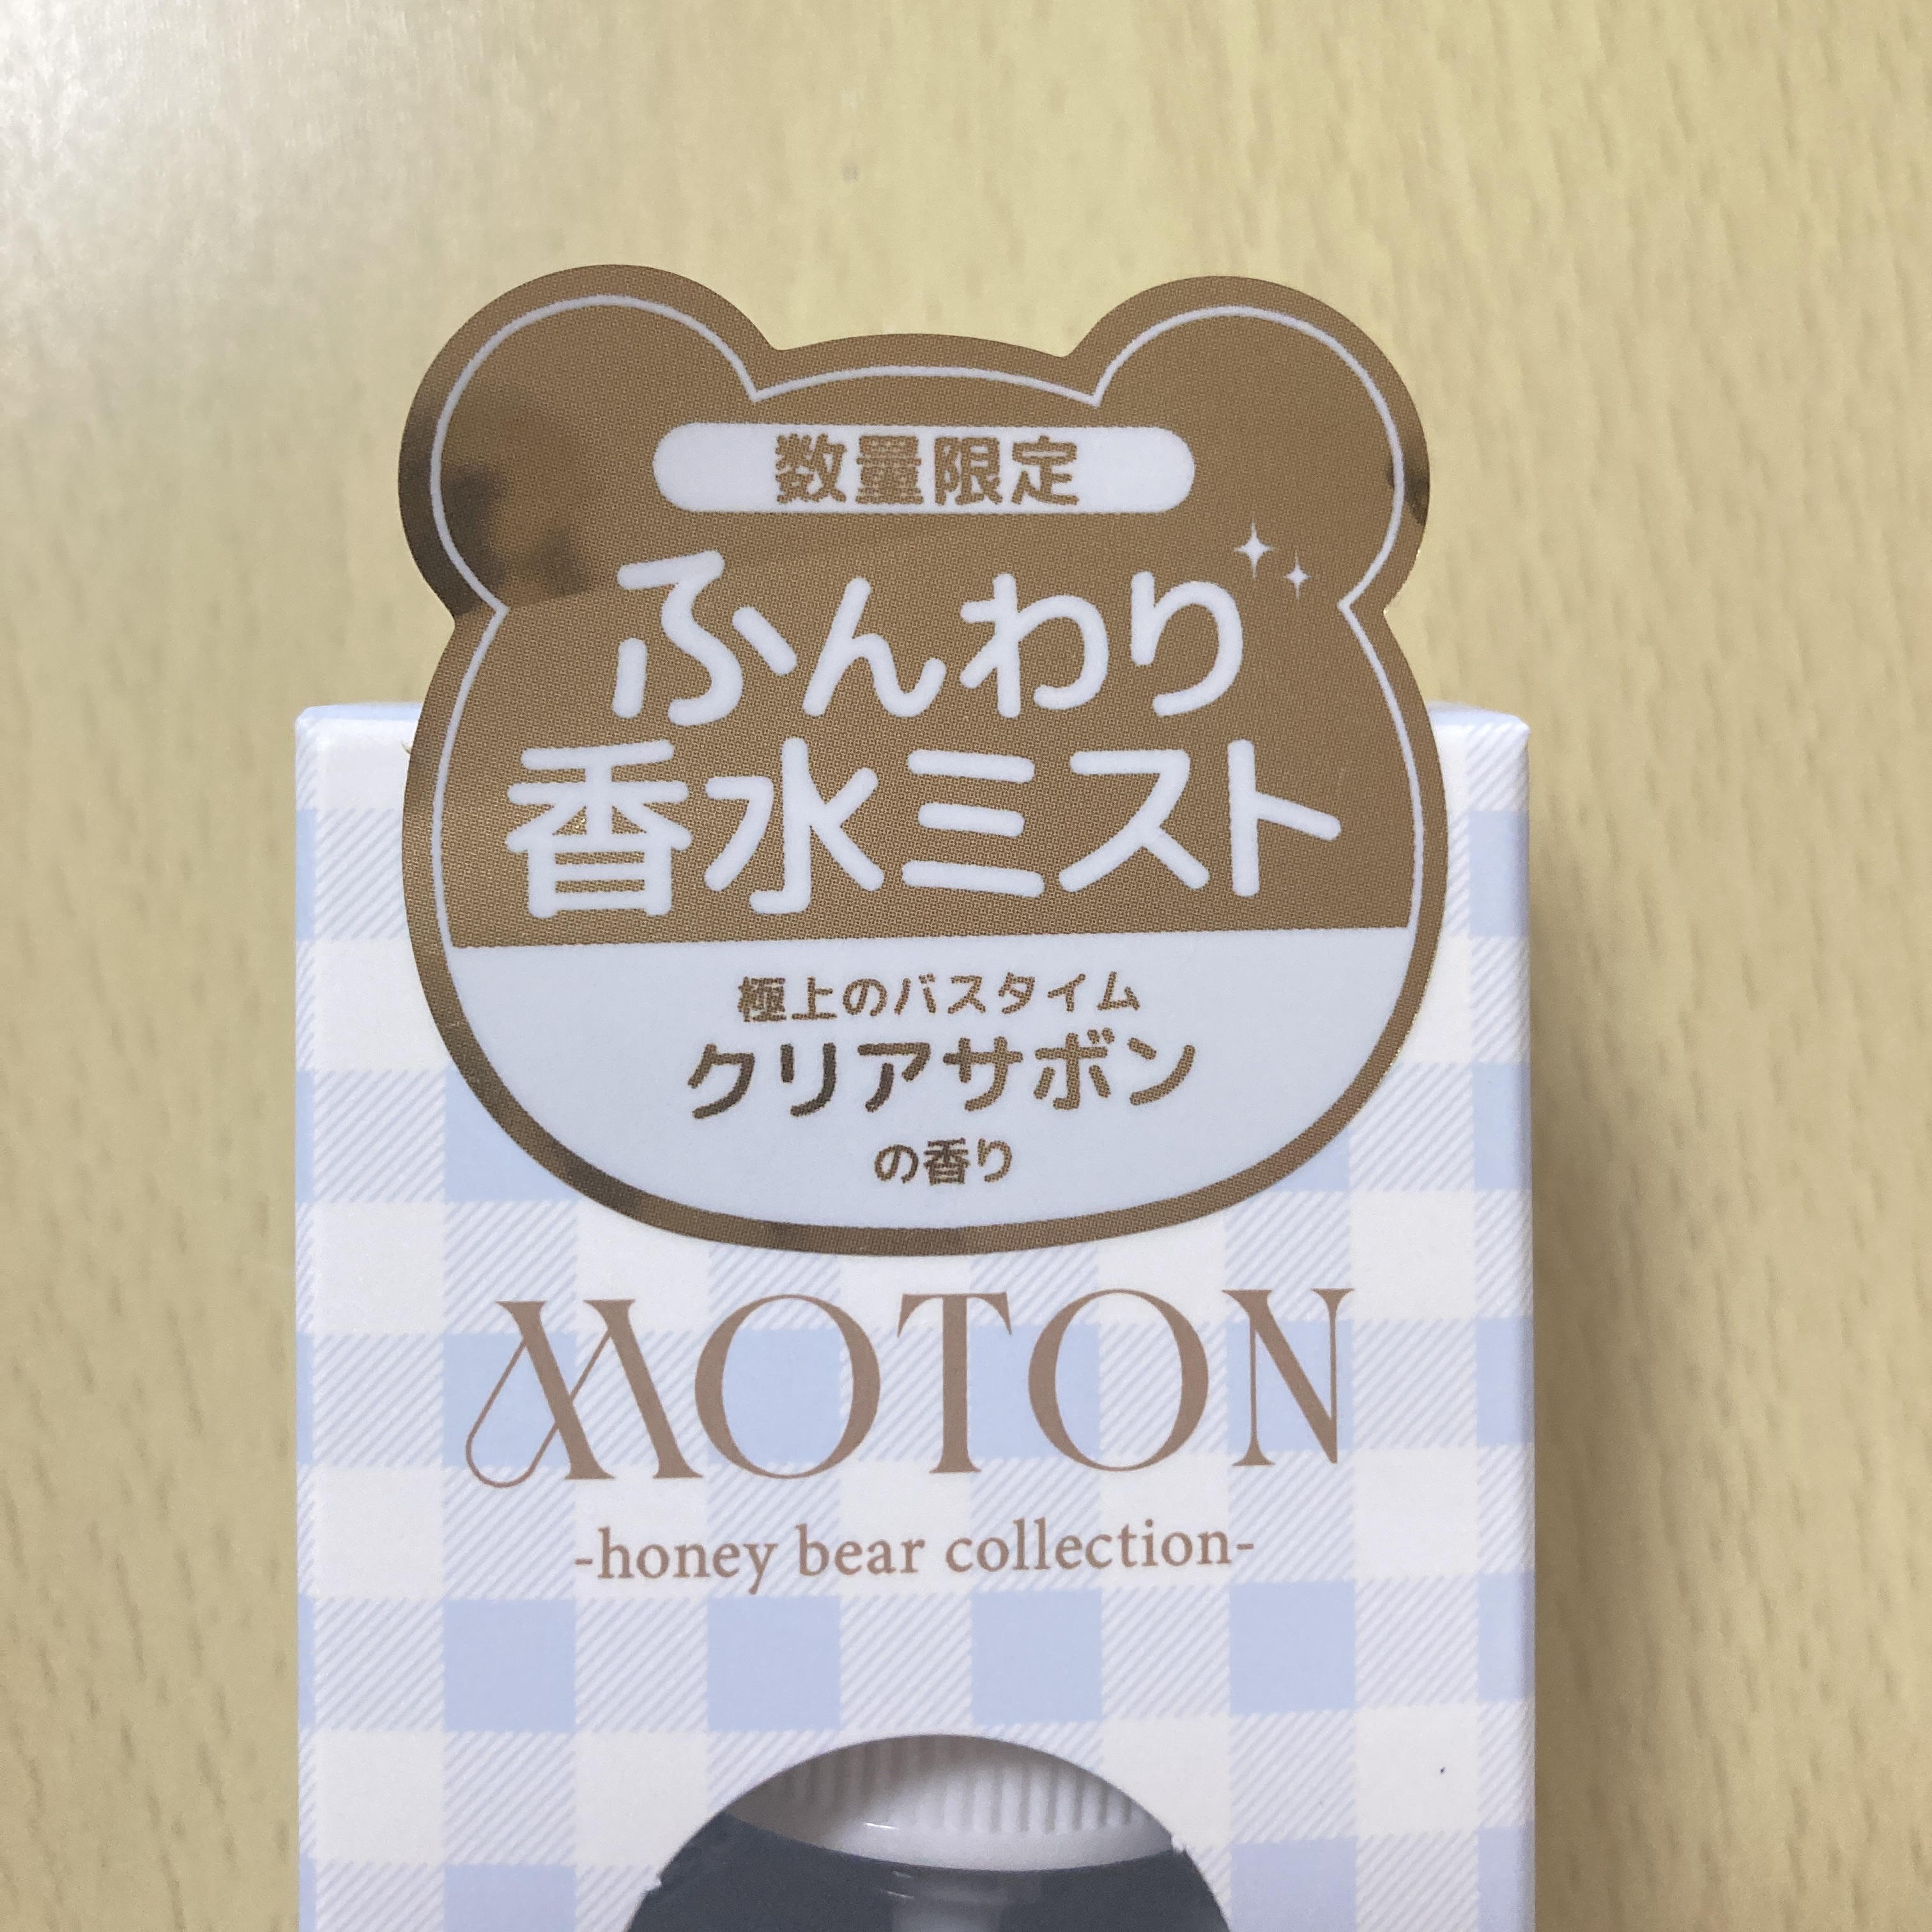 数量限定
ふんわり
香水ミスト
極上のバスタイム
クリアサボン
の香り
MOTON
-honey bear collection-